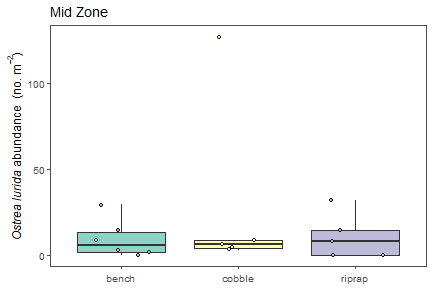 Mid Zone
Ostrea lurida abundance (no. m⁻²)
100
50
0
bench cobble riprap